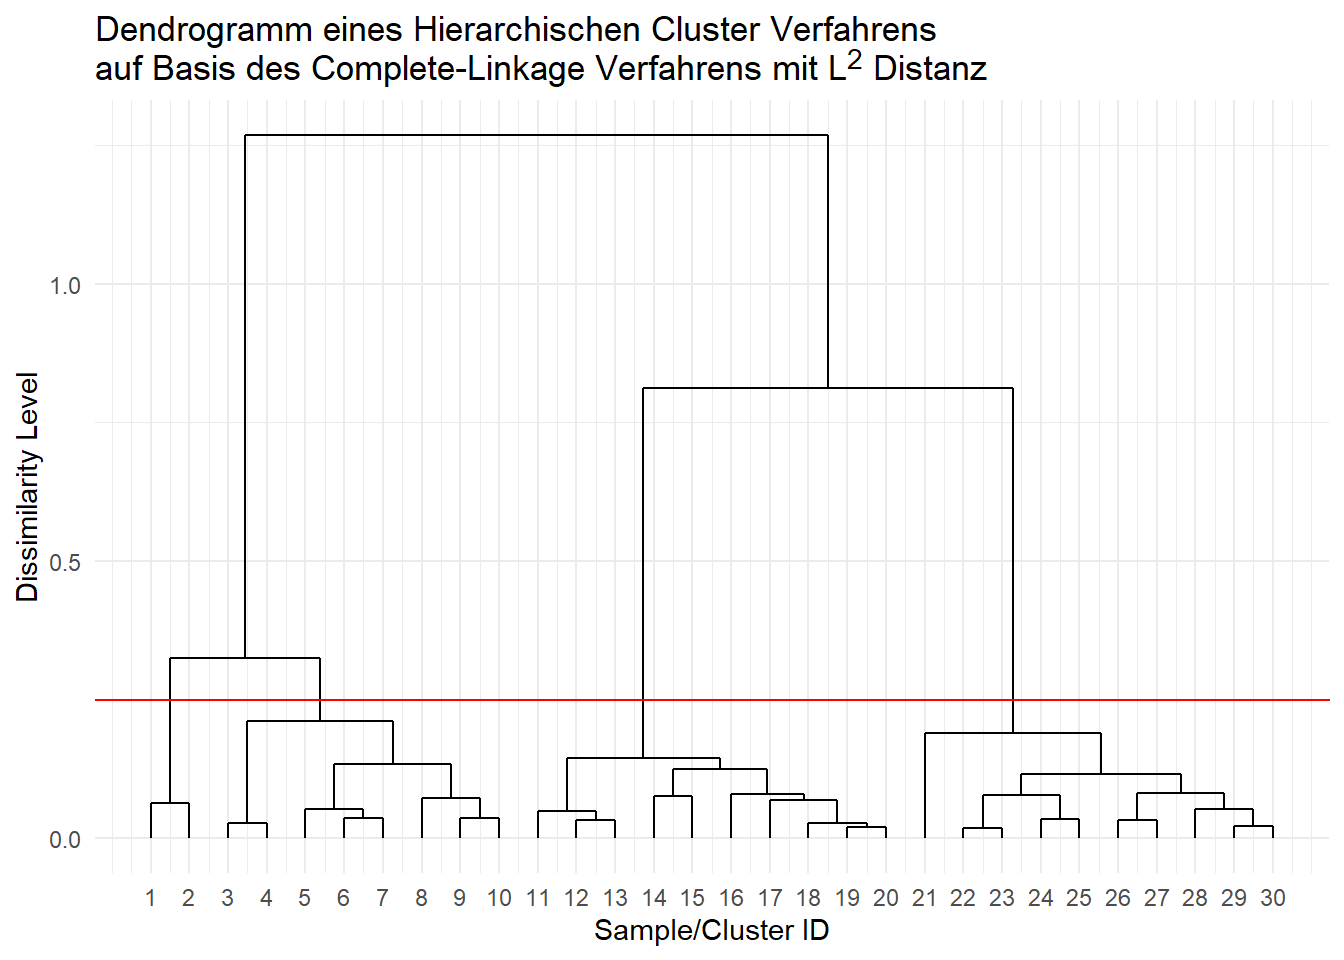 Dendrogramm eines Hierarchischen Cluster Verfahrens
auf Basis des Complete-Linkage Verfahrens mit L² Distanz
Dissimilarity Level
1.0
0.5
0.0
1 2 3 4 5 6 7 8 9 10 11 12 13 14 15 16 17 18 19 20 21 22 23 24 25 26 27 28 29 30
Sample/Cluster ID